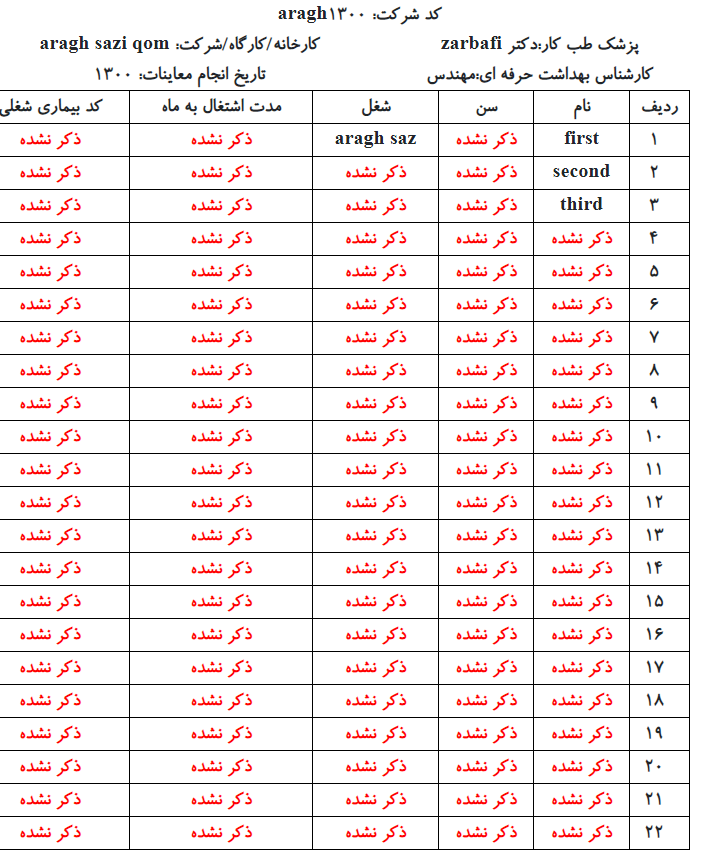 کد شرکت: aragh۱۳۰۰
پزشک طب کار:دکتر zarbafi کارخانه/کارگاه/شرکت: aragh sazi qom
کارشناس بهداشت حرفه ای:مهندس تاریخ انجام معاینات: ۱۳۰۰
ردیف نام سن شغل مدت اشتغال به ماه کد بیماری شغلی
۱ first ذکر نشده aragh saz ذکر نشده ذکر نشده
۲ second ذکر نشده ذکر نشده ذکر نشده ذکر نشده
۳ third ذکر نشده ذکر نشده ذکر نشده ذکر نشده
۴ ذکر نشده ذکر نشده ذکر نشده ذکر نشده ذکر نشده
۵ ذکر نشده ذکر نشده ذکر نشده ذکر نشده ذکر نشده
۶ ذکر نشده ذکر نشده ذکر نشده ذکر نشده ذکر نشده
۷ ذکر نشده ذکر نشده ذکر نشده ذکر نشده ذکر نشده
۸ ذکر نشده ذکر نشده ذکر نشده ذکر نشده ذکر نشده
۹ ذکر نشده ذکر نشده ذکر نشده ذکر نشده ذکر نشده
۱۰ ذکر نشده ذکر نشده ذکر نشده ذکر نشده ذکر نشده
۱۱ ذکر نشده ذکر نشده ذکر نشده ذکر نشده ذکر نشده
۱۲ ذکر نشده ذکر نشده ذکر نشده ذکر نشده ذکر نشده
۱۳ ذکر نشده ذکر نشده ذکر نشده ذکر نشده ذکر نشده
۱۴ ذکر نشده ذکر نشده ذکر نشده ذکر نشده ذکر نشده
۱۵ ذکر نشده ذکر نشده ذکر نشده ذکر نشده ذکر نشده
۱۶ ذکر نشده ذکر نشده ذکر نشده ذکر نشده ذکر نشده
۱۷ ذکر نشده ذکر نشده ذکر نشده ذکر نشده ذکر نشده
۱۸ ذکر نشده ذکر نشده ذکر نشده ذکر نشده ذکر نشده
۱۹ ذکر نشده ذکر نشده ذکر نشده ذکر نشده ذکر نشده
۲۰ ذکر نشده ذکر نشده ذکر نشده ذکر نشده ذکر نشده
۲۱ ذکر نشده ذکر نشده ذکر نشده ذکر نشده ذکر نشده
۲۲ ذکر نشده ذکر نشده ذکر نشده ذکر نشده ذکر نشده